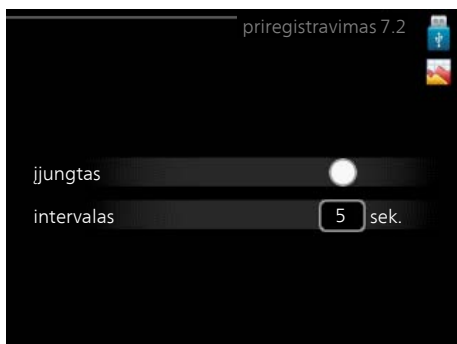 priregistravimas 7.2
įjungtas
intervalas 5 sek.